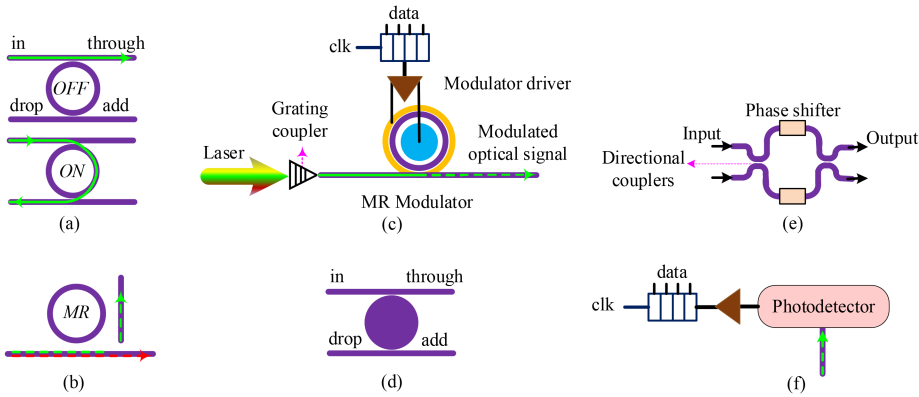 in through
OFF
drop add
ON
(a)
data
clk
Modulator driver
Grating
coupler
Modulated
optical signal
Laser
MR Modulator
(c)
Phase shifter
Input
Output
Directional
couplers
(e)
MR
(b)
in through
drop add
(d)
data
clk
Photodetector
(f)